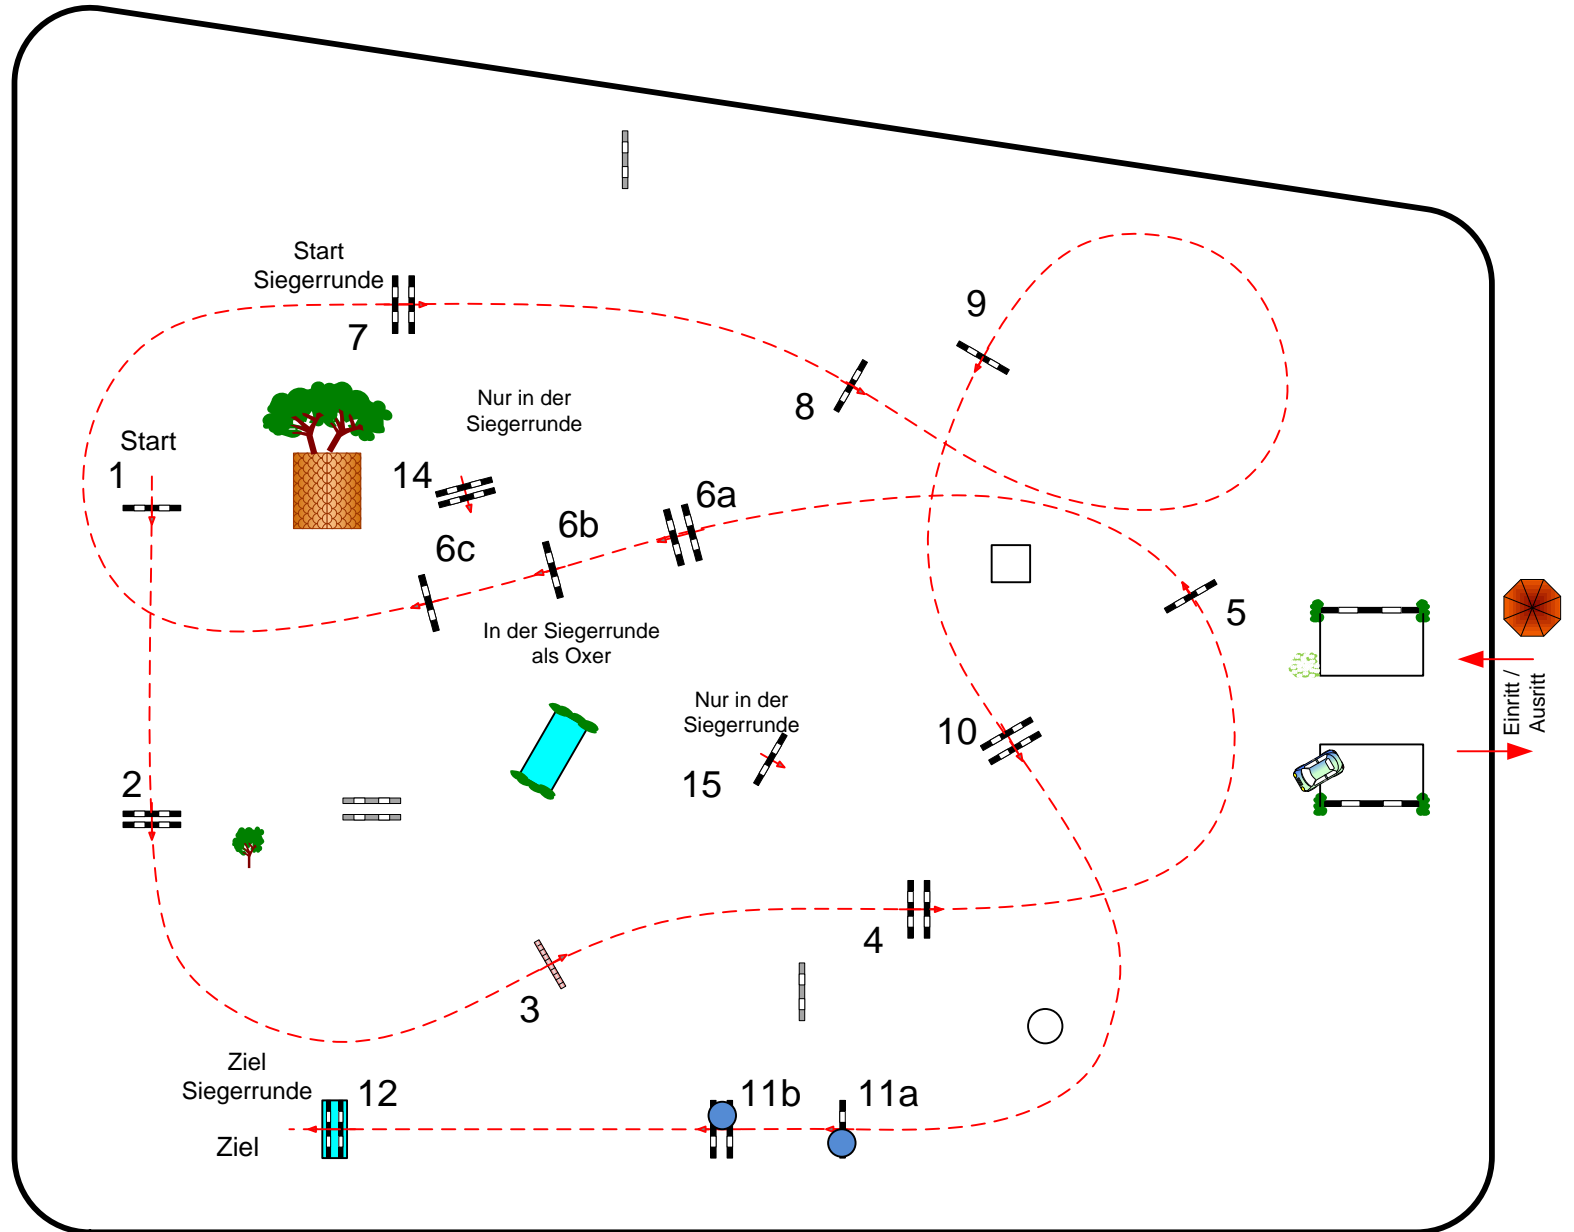 Start
Siegerrunde
7
9
8
Nur in der
Siegerrunde
Start
1
14
6a
6b
6c
5
In der Siegerrunde
als Oxer
Einritt /
Ausritt
Nur in der
Siegerrunde
10
15
2
4
3
Ziel
Siegerrunde
12
11b
11a
Ziel